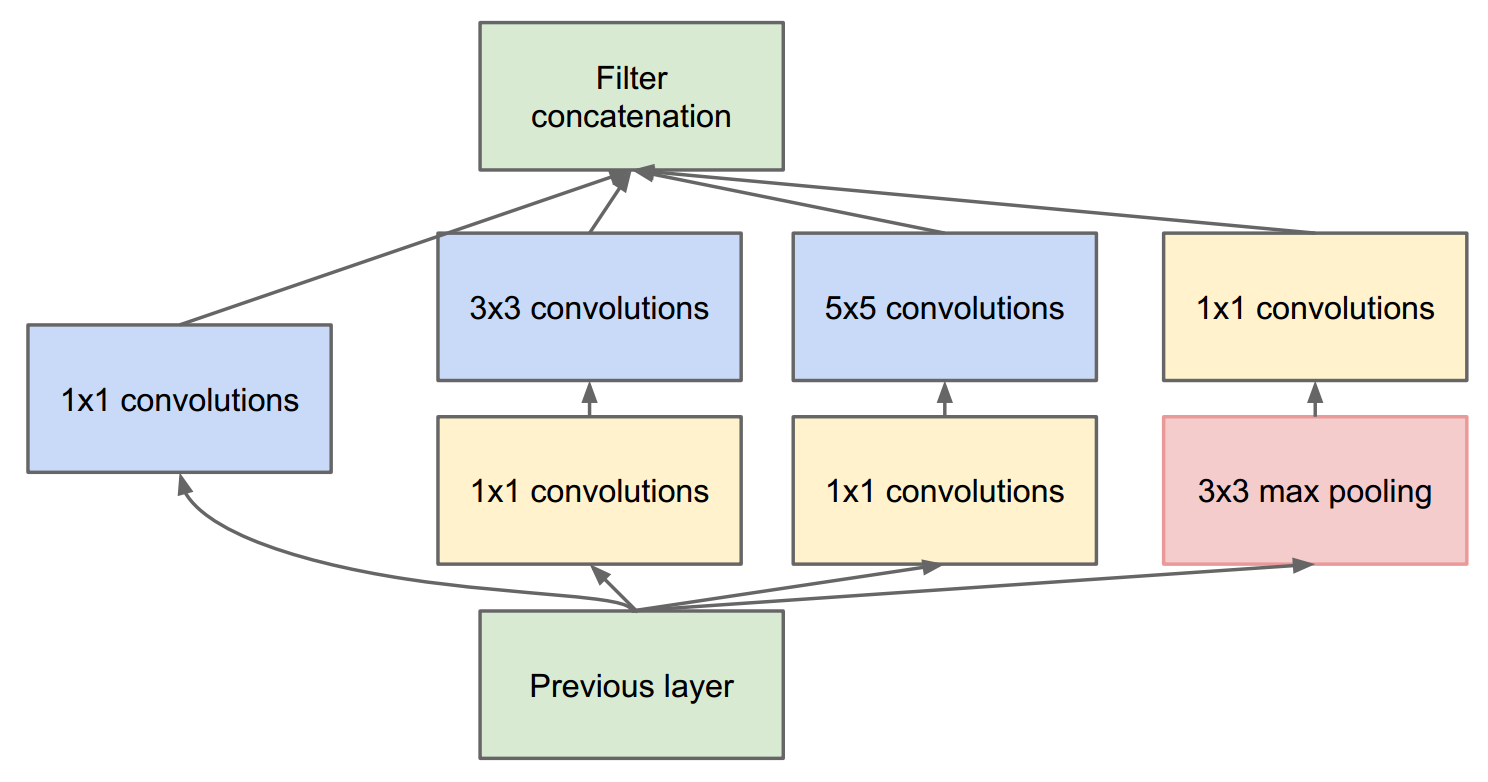 Filter
concatenation
3x3 convolutions
5x5 convolutions
1x1 convolutions
1x1 convolutions
1x1 convolutions
1x1 convolutions
3x3 max pooling
Previous layer